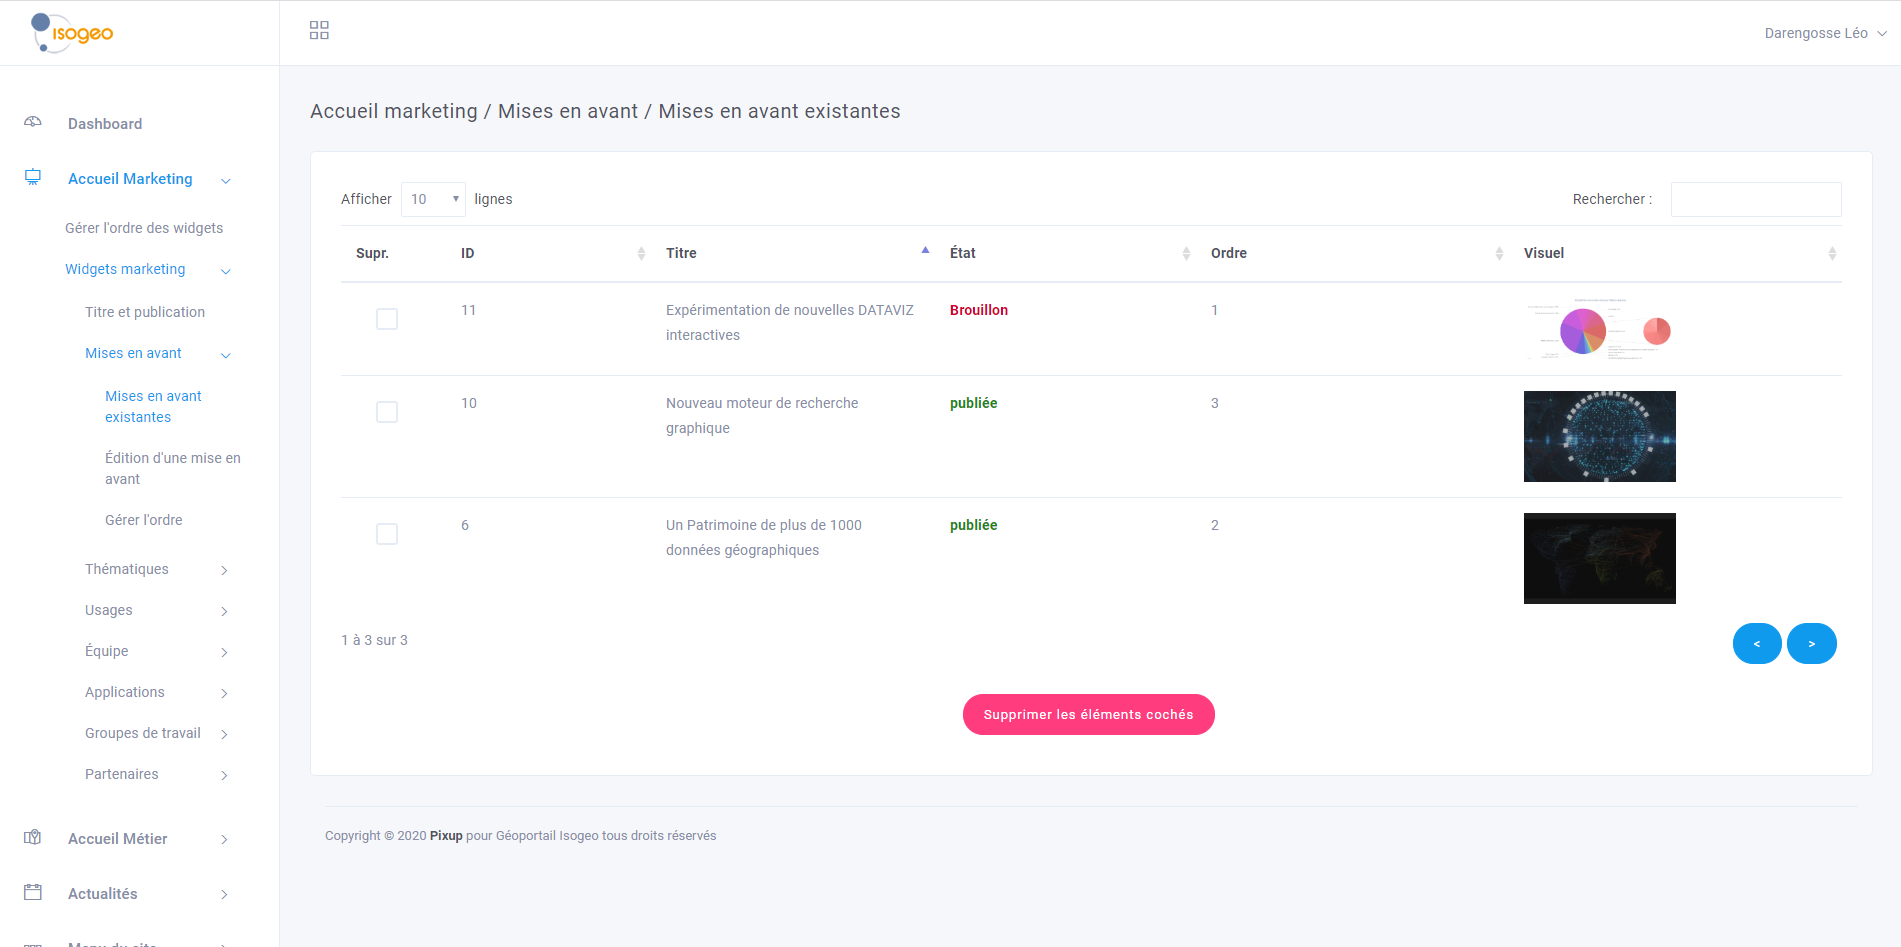 isogeo
Darengosse Léo
Dashboard
Accueil Marketing
Gérer l'ordre des widgets
Widgets marketing
Titre et publication
Mises en avant
Mises en avant
existantes
Édition d'une mise en
avant
Gérer l'ordre
Thématiques
Usages
Équipe
Applications
Groupes de travail
Partenaires
Accueil Métier
Actualités
Menu du site
Accueil marketing / Mises en avant / Mises en avant existantes
Afficher 10 lignes
Rechercher :
Supr. ID Titre État Ordre Visuel
11 Expérimentation de nouvelles DATAVIZ Brouillon 1
interactives
10 Nouveau moteur de recherche publiée 3
graphique
6 Un Patrimoine de plus de 1000 publiée 2
données géographiques
1 à 3 sur 3
< >
Supprimer les éléments cochés
Copyright © 2020 Pixup pour Géoportail Isogeo tous droits réservés